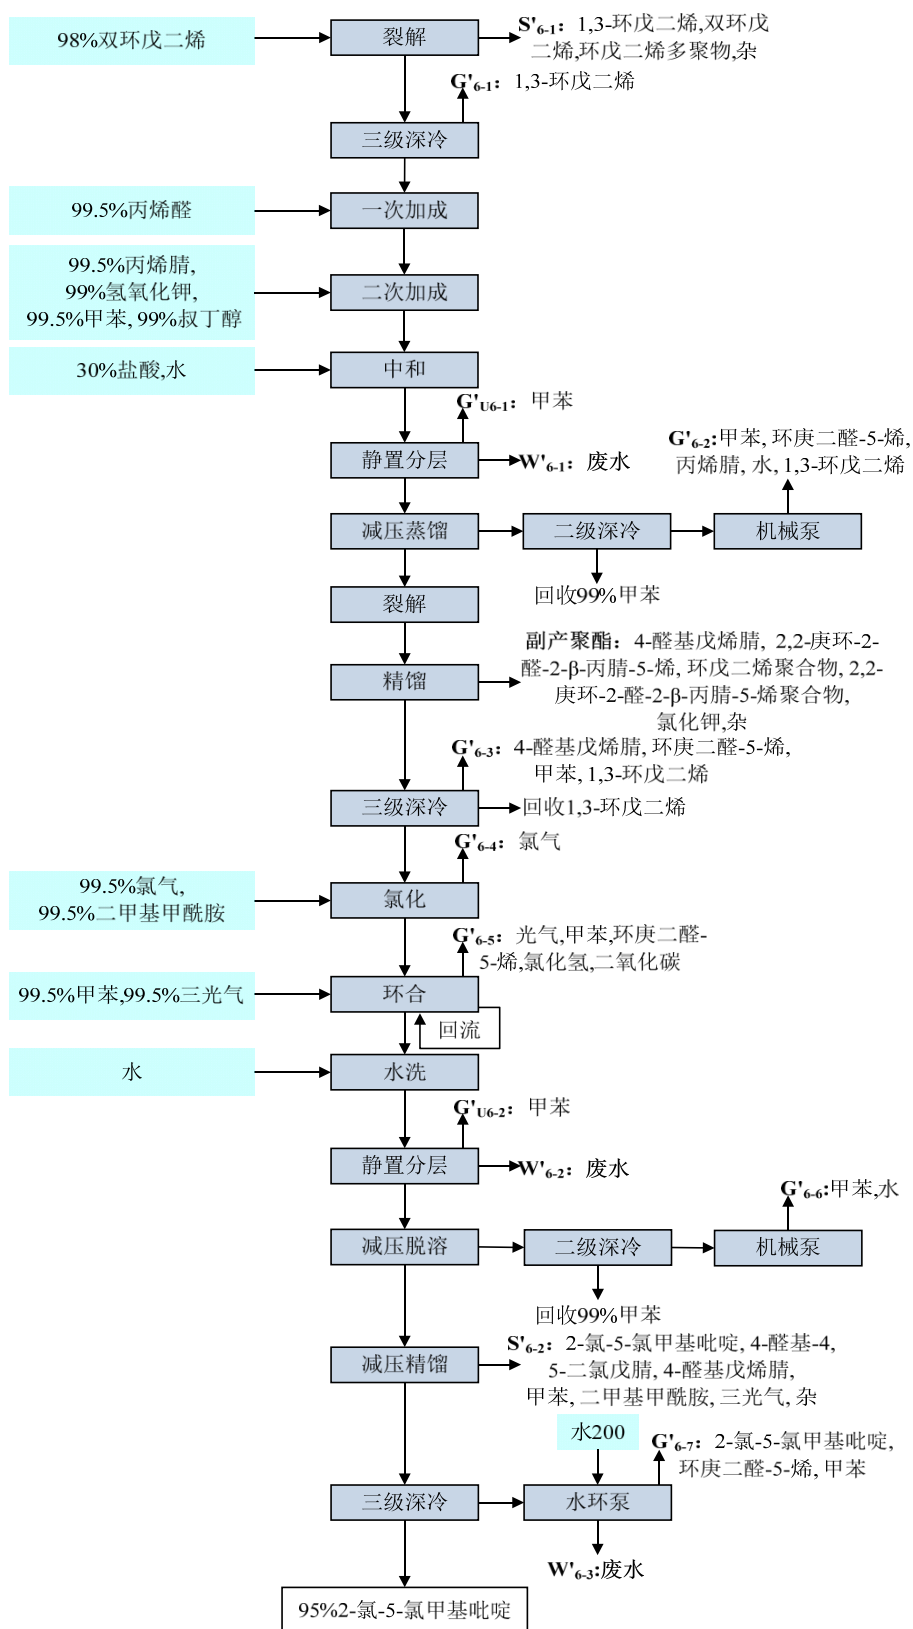 98%双环戊二烯
裂解
S'6-1：1,3-环戊二烯,双环戊
二烯,环戊二烯多聚物,杂
G'6-1：1,3-环戊二烯
三级深冷
99.5%丙烯醛
一次加成
99.5%丙烯腈,
99%氢氧化钾,
99.5%甲苯, 99%叔丁醇
二次加成
30%盐酸,水
中和
G'U6-1：甲苯
静置分层
W'6-1：废水
G'6-2:甲苯, 环庚二醛-5-烯,
丙烯腈, 水, 1,3-环戊二烯
减压蒸馏
二级深冷
机械泵
回收99%甲苯
裂解
精馏
副产聚酯：4-醛基戊烯腈, 2,2-庚环-2-
醛-2-β-丙腈-5-烯, 环戊二烯聚合物, 2,2-
庚环-2-醛-2-β-丙腈-5-烯聚合物,
氯化钾,杂
G'6-3：4-醛基戊烯腈, 环庚二醛-5-烯,
甲苯, 1,3-环戊二烯
三级深冷
回收1,3-环戊二烯
G'6-4：氯气
99.5%氯气,
99.5%二甲基甲酰胺
氯化
G'6-5：光气,甲苯,环庚二醛-
5-烯,氯化氢,二氧化碳
99.5%甲苯,99.5%三光气
环合
回流
水
水洗
G'U6-2：甲苯
静置分层
W'6-2：废水
G'6-6:甲苯,水
减压脱溶
二级深冷
机械泵
回收99%甲苯
减压精馏
S'6-2：2-氯-5-氯甲基吡啶, 4-醛基-4,
5-二氯戊腈, 4-醛基戊烯腈,
甲苯, 二甲基甲酰胺, 三光气, 杂
水200
G'6-7：2-氯-5-氯甲基吡啶,
环庚二醛-5-烯, 甲苯
三级深冷
水环泵
W'6-3:废水
95%2-氯-5-氯甲基吡啶